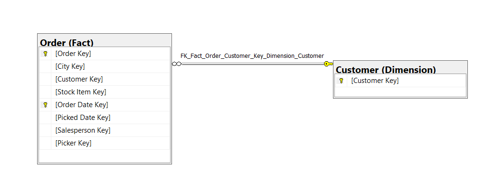 Order (Fact)
[Order Key]
[City Key]
[Customer Key]
[Stock Item Key]
[Order Date Key]
[Picked Date Key]
[Salesperson Key]
[Picker Key]
FK_Fact_Order_Customer_Key_Dimension_Customer
Customer (Dimension)
[Customer Key]